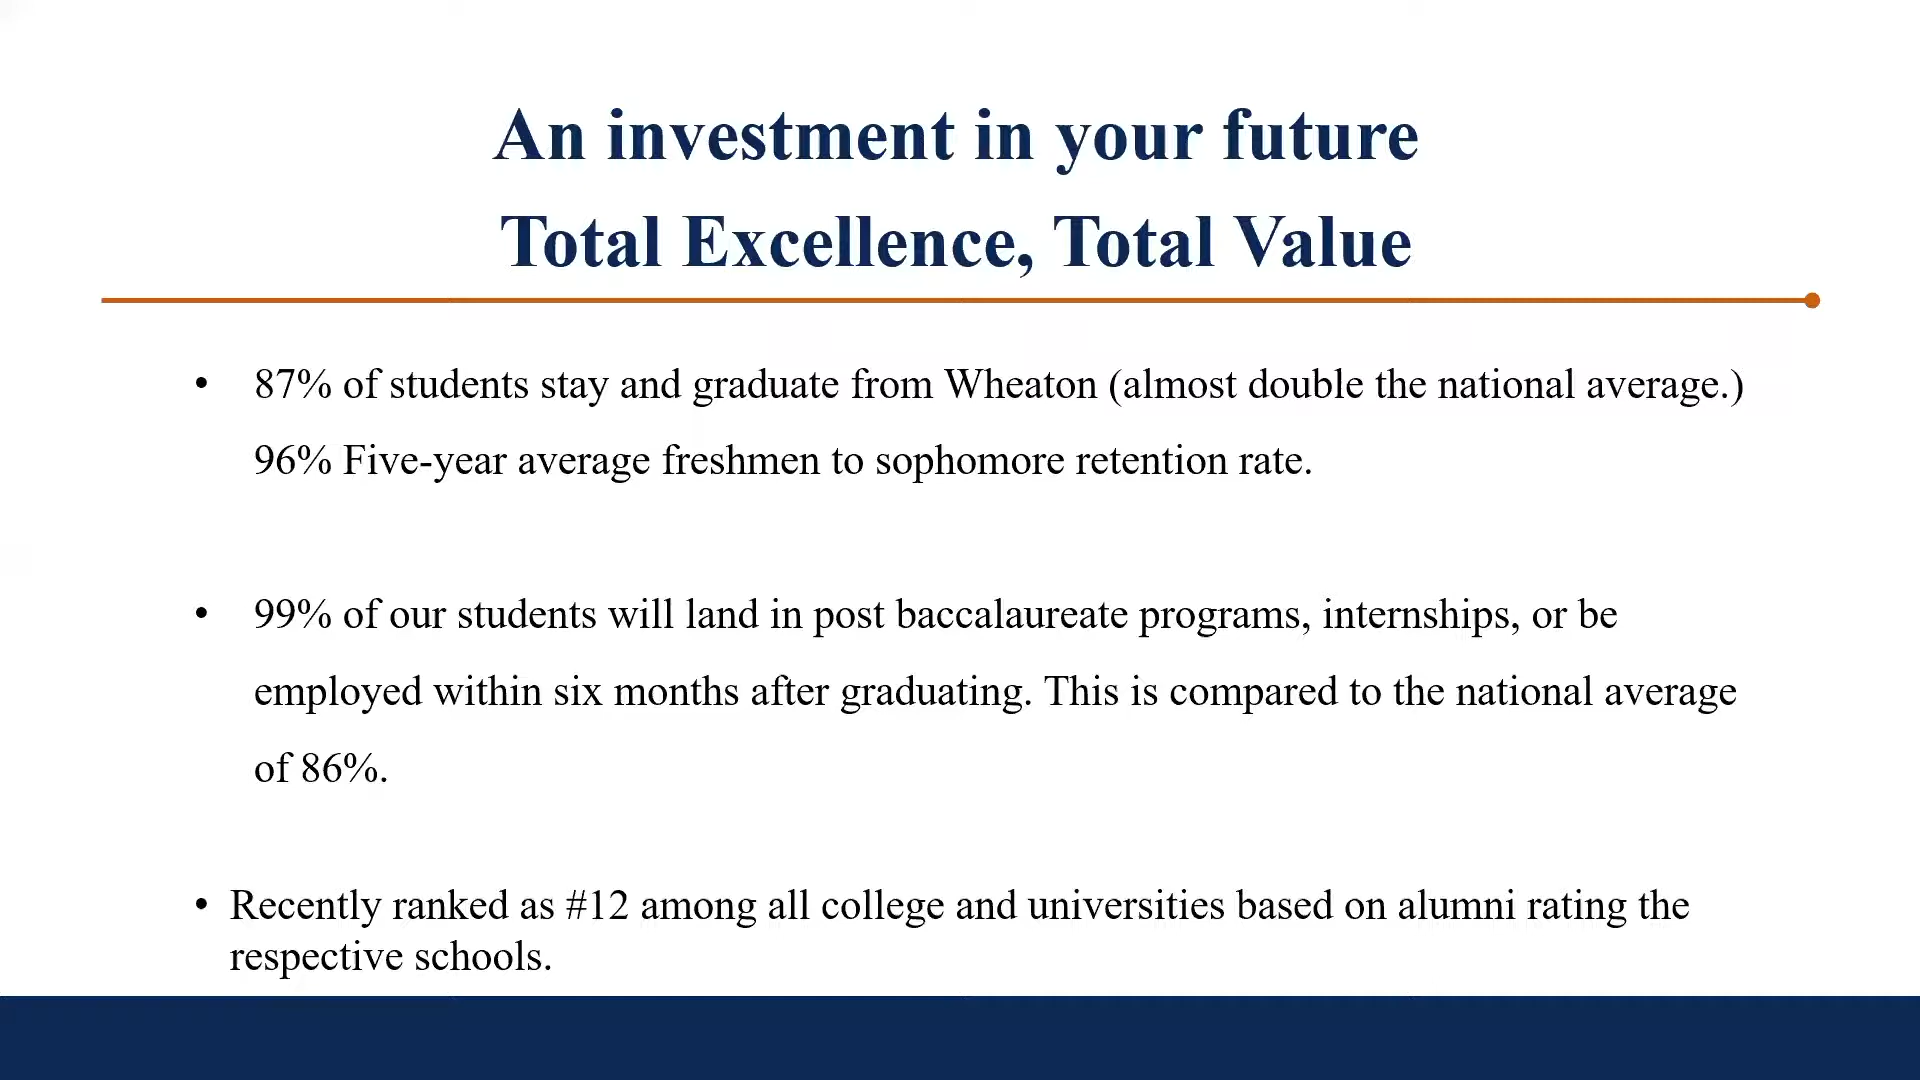 An investment in your future
Total Excellence, Total Value
• 87% of students stay and graduate from Wheaton (almost double the national average.)
96% Five-year average freshmen to sophomore retention rate.
• 99% of our students will land in post baccalaureate programs, internships, or be
employed within six months after graduating. This is compared to the national average
of 86%.
• Recently ranked as #12 among all college and universities based on alumni rating the
respective schools.